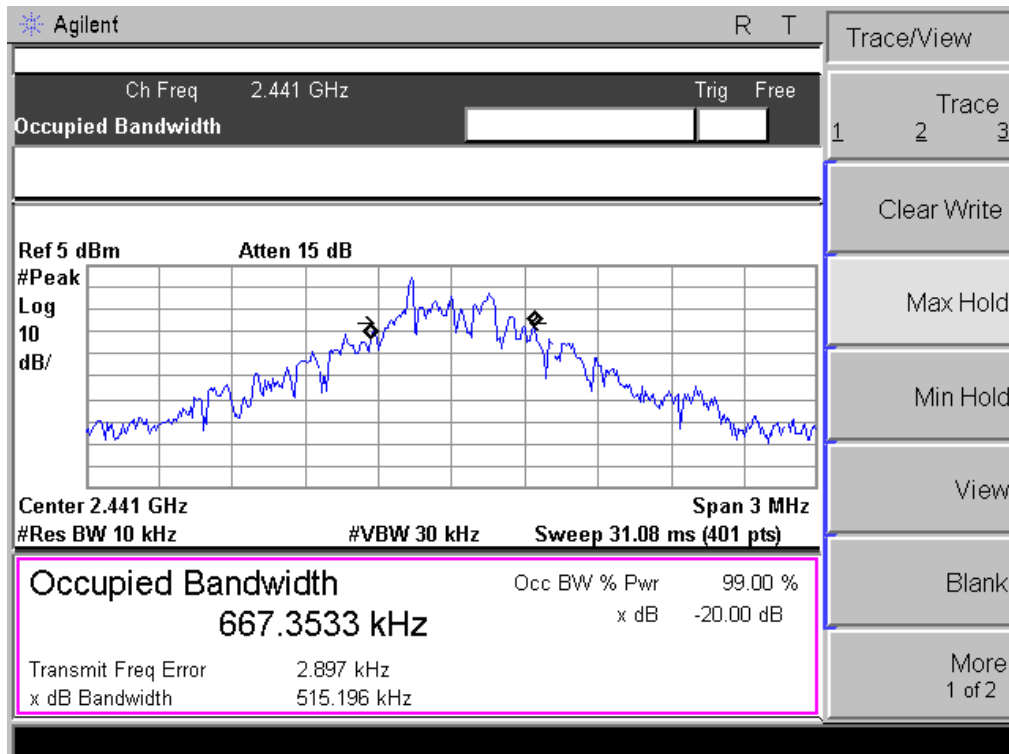 Agilent R T
Ch Freq 2.441 GHz Trig Free
Occupied Bandwidth
Ref 5 dBm Atten 15 dB
#Peak
Log
10
dB/
Center 2.441 GHz Span 3 MHz
#Res BW 10 kHz #VBW 30 kHz Sweep 31.08 ms (401 pts)
Occupied Bandwidth Occ BW % Pwr 99.00 %
667.3533 kHz x dB -20.00 dB
Transmit Freq Error 2.897 kHz
x dB Bandwidth 515.196 kHz
Trace/View
Trace
1 2 3
Clear Write
Max Hold
Min Hold
View
Blank
More
1 of 2